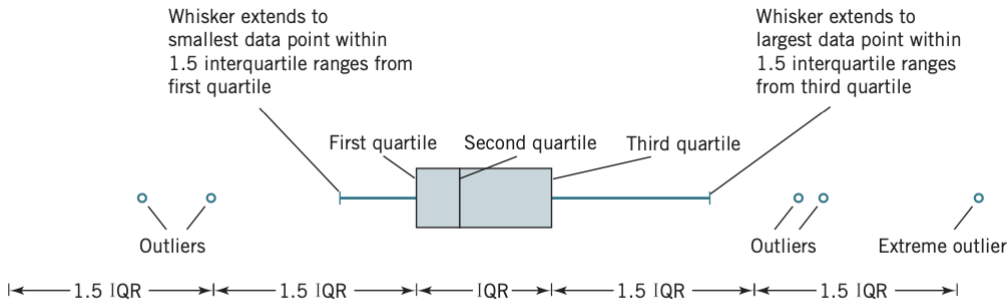 Whisker extends to
smallest data point within
1.5 interquartile ranges from
first quartile
Whisker extends to
largest data point within
1.5 interquartile ranges
from third quartile
First quartile
Second quartile
Third quartile
Outliers
Outliers
Extreme outlier
1.5 IQR
1.5 IQR
IQR
1.5 IQR
1.5 IQR